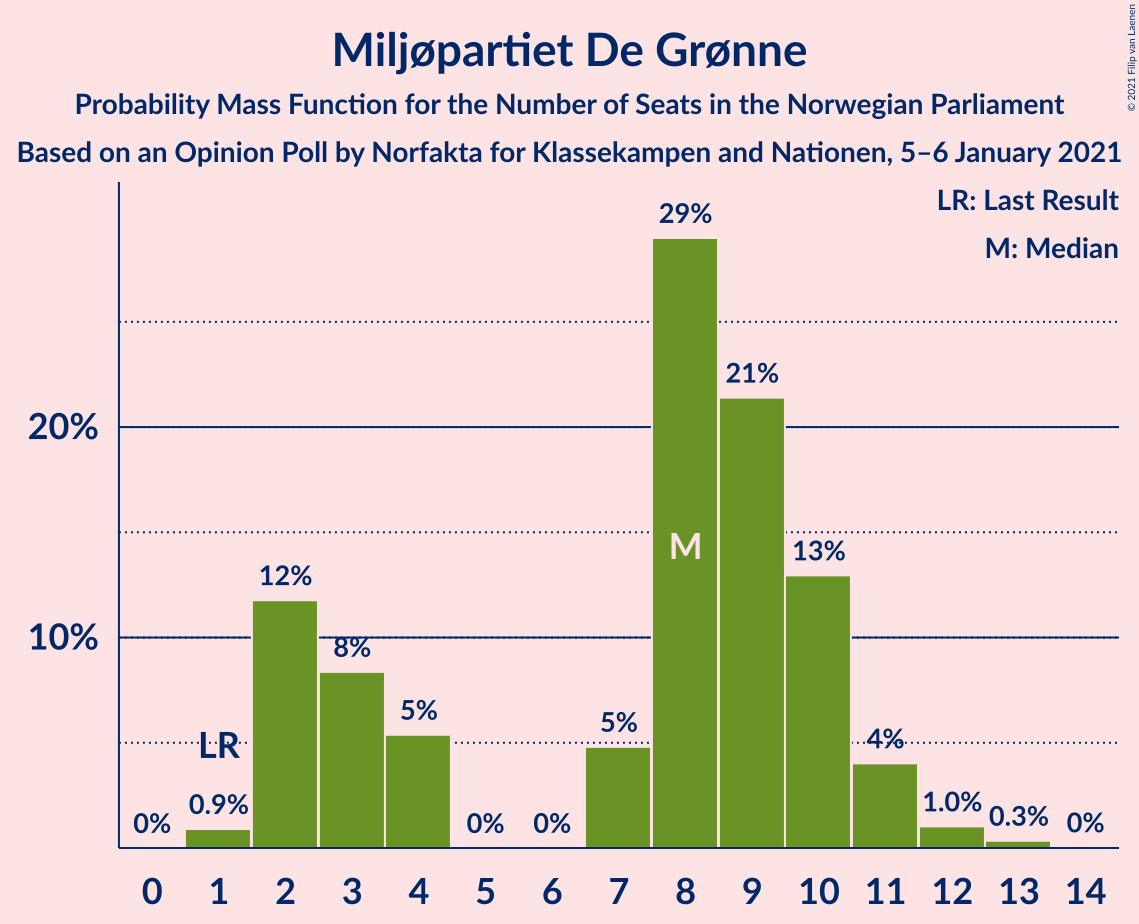 Miljøpartiet De Grønne
Probability Mass Function for the Number of Seats in the Norwegian Parliament
Based on an Opinion Poll by Norfakta for Klassekampen and Nationen, 5–6 January 2021
© 2021 Filip van Laenen
LR: Last Result
M: Median
29%
21%
20%
M
13%
12%
10%
8%
5%
5%
LR
4%
0%
0.9%
0%
0%
1.0%
0.3%
0%
0 1 2 3 4 5 6 7 8 9 10 11 12 13 14